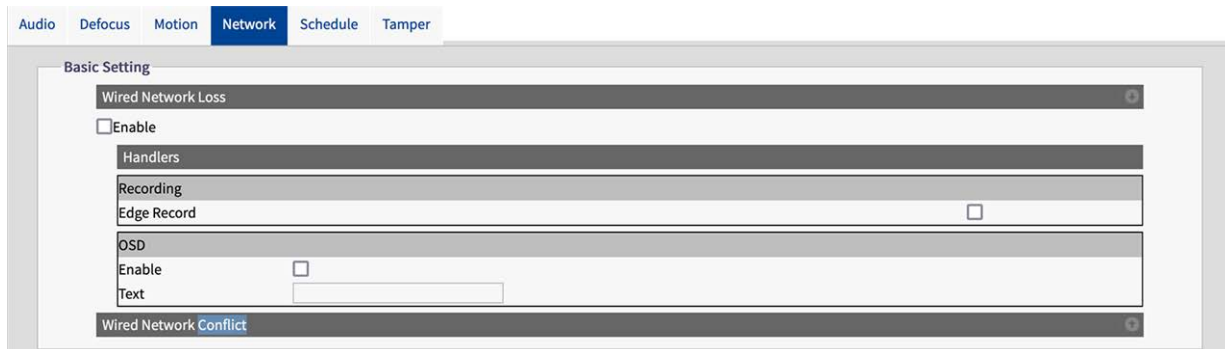 Audio Defocus Motion Network Schedule Tamper
Basic Setting
Wired Network Loss
Enable
Handlers
Recording
Edge Record
OSD
Enable
Text
Wired Network Conflict